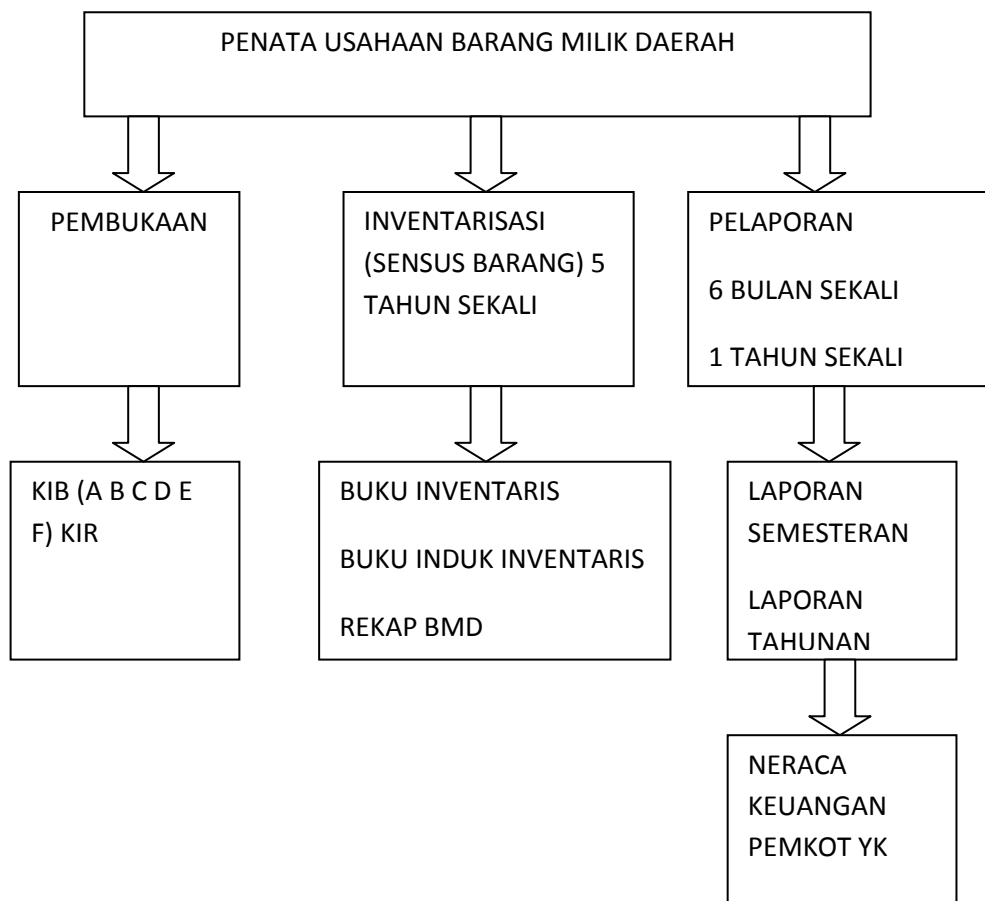 PENATA USAHAAN BARANG MILIK DAERAH
PEMBUKAAN
INVENTARISASI
(SENSUS BARANG) 5
TAHUN SEKALI
PELAPORAN
6 BULAN SEKALI
1 TAHUN SEKALI
KIB (A B C D E
F) KIR
BUKU INVENTARIS
BUKU INDUK INVENTARIS
REKAP BMD
LAPORAN
SEMESTERAN
LAPORAN
TAHUNAN
NERACA
KEUANGAN
PEMKOT YK